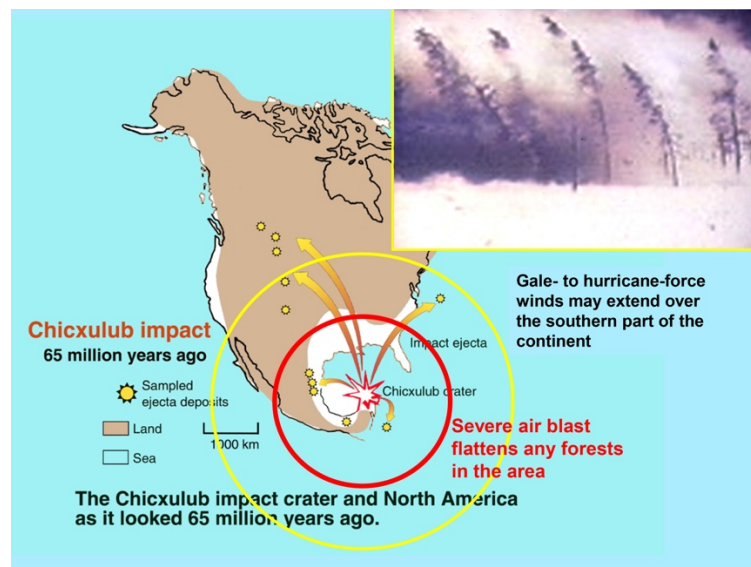 Gale- to hurricane-force
winds may extend over
the southern part of the
continent
Chicxulub impact
65 million years ago
Impact ejecta
Sampled
ejecta deposits
Chicxulub crater
Land
1000 km
Sea
Severe air blast
flattens any forests
in the area
The Chicxulub impact crater and North America
as it looked 65 million years ago.